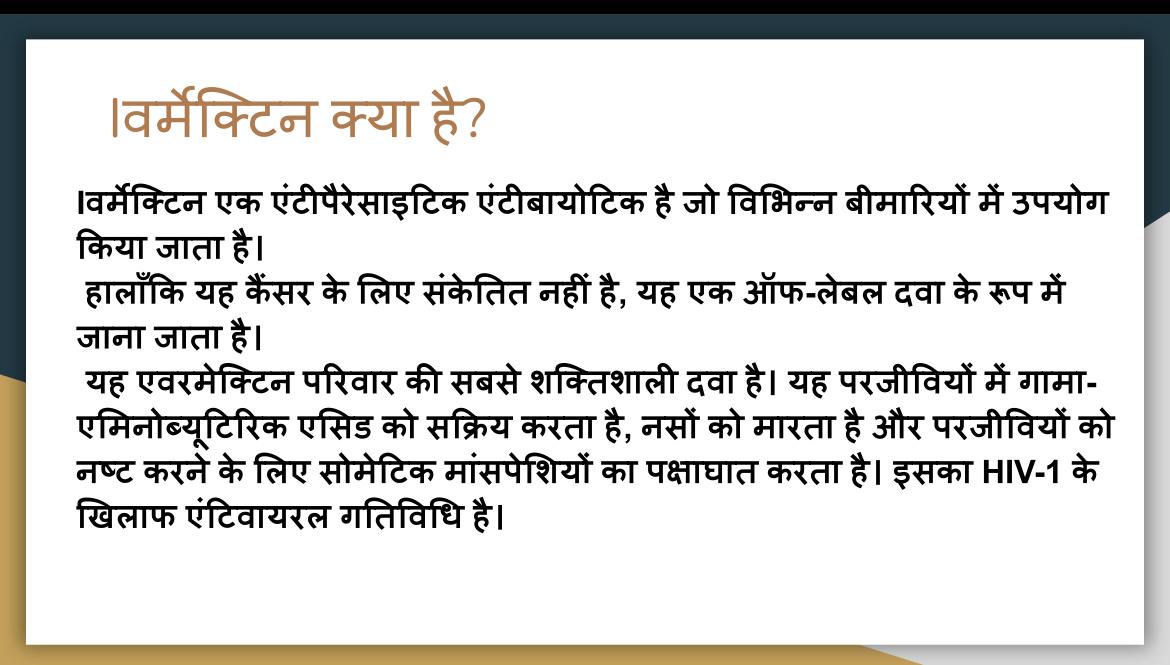 Iवर्मेक्टिन क्या है?
Iवर्मेक्टिन एक एंटीपैरेसाइटिक एंटीबायोटिक है जो विभिन्न बीमारियों में उपयोग
किया जाता है।
हालाँकि यह कैंसर के लिए संकेतित नहीं है, यह एक ऑफ-लेबल दवा के रूप में
जाना जाता है।
यह एवरमेक्टिन परिवार की सबसे शक्तिशाली दवा है। यह परजीवियों में गामा-
एमिनोब्यूटिरिक एसिड को सक्रिय करता है, नसों को मारता है और परजीवियों को
नष्ट करने के लिए सोमेटिक मांसपेशियों का पक्षाघात करता है। इसका HIV-1 के
खिलाफ एंटिवायरल गतिविधि है।